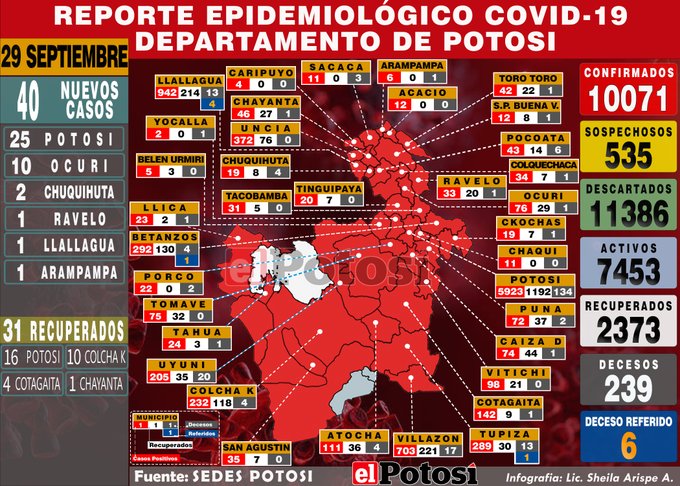 REPORTE EPIDEMIOLÓGICO COVID-19
DEPARTAMENTO DE POTOSI
29 SEPTIEMBRE
40 NUEVOS CASOS
25 POTOSI
10 OCURI
2 CHUQUIHUTA
1 RAVELO
1 LLALLAGUA
1 ARAMPAMPA
31 RECUPERADOS
16 POTOSI 10 COLCHA K
4 COTAGAITA 1 CHAYANTA
LLALLAGUA
942 214 13
4
CARIPUYO
4 0 0
SACACA
11 0 3
ARAMPAMPA
6 0 1
TORO TORO
42 22 1
CHAYANTA
46 27 1
ACACIO
12 0 0
S.P. BUENA V.
12 8 1
YOCALLA
2 0 1
UNCIA
372 76 0
POCOATA
43 14 6
BELEN URMIRI
5 3 0
CHUQUIHUTA
19 8 4
COLQUECHACA
34 7 1
TINGUIPAYA
20 7 0
RAVELO
33 20 1
TACOBAMBA
31 5 0
OCURI
76 29 1
LLICA
23 2 1
CKOCHAS
19 7 1
BETANZOS
292 130 4
1
CHAQUI
11 0 0
PORCO
22 0 2
POTOSI
5923 1192 134
TOMAVE
75 32 0
PUNA
72 37 2
TAHUA
24 3 1
CAIZA D
74 44 1
UYUNI
205 35 20
VITICHI
98 21 0
COLCHA K
232 118 4
COTAGAITA
142 9 1
SAN AGUSTIN
35 7 0
ATOCHA
111 36 4
VILLAZON
703 221 17
TUPIZA
289 30 13
1
el Potosí
MUNICIPIO
1 1 1 Decesos
1 Referidos
Recuperados
Casos Positivos
CONFIRMADOS
10071
SOSPECHOSOS
535
DESCARTADOS
11386
ACTIVOS
7453
RECUPERADOS
2373
DECESOS
239
DECESO REFERIDO
6
Fuente: SEDES POTOSI
el Potosí
Infografia: Lic. Sheila Arispe A.